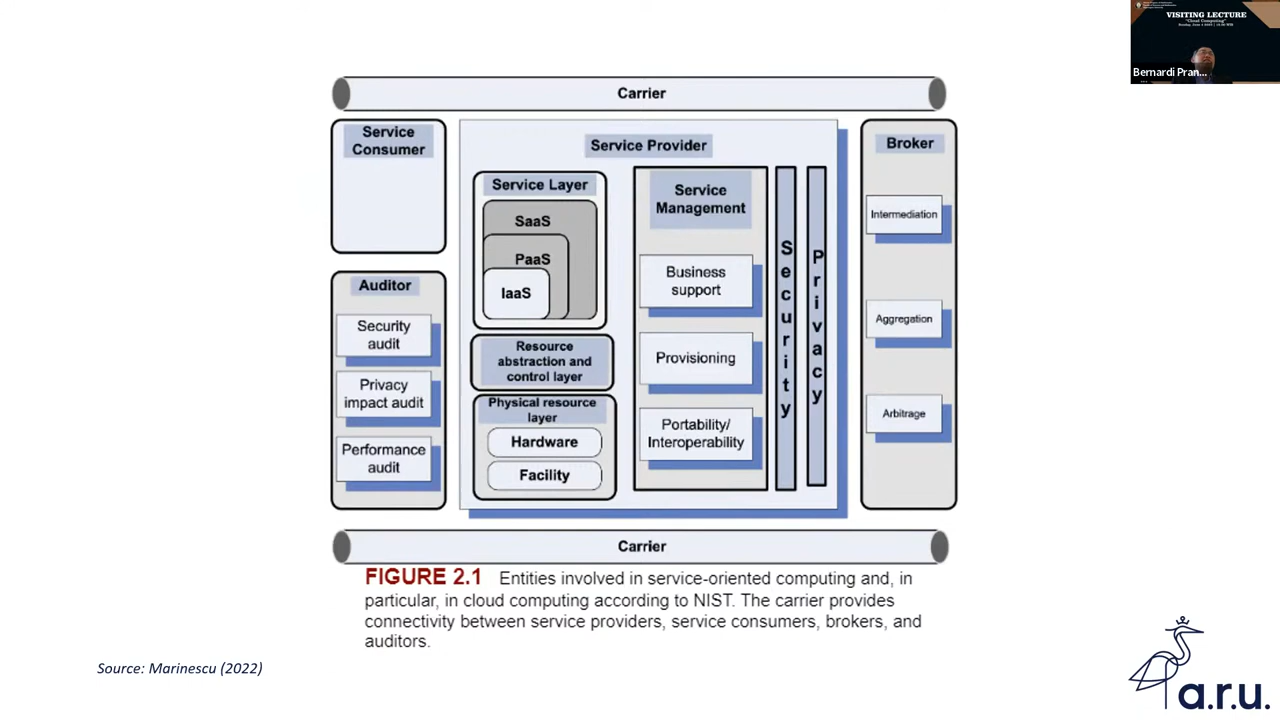 VISITING LECTURE
"Cloud Computing"
Bernardi Pran...
Carrier
Service
Consumer
Service Provider
Broker
Service Layer
SaaS
PaaS
IaaS
Service
Management
Business
support
Provisioning
Portability/
Interoperability
Security
Privacy
Intermediation
Aggregation
Arbitrage
Auditor
Security
audit
Privacy
impact audit
Performance
audit
Resource
abstraction and
control layer
Physical resource
layer
Hardware
Facility
Carrier
FIGURE 2.1 Entities involved in service-oriented computing and, in
particular, in cloud computing according to NIST. The carrier provides
connectivity between service providers, service consumers, brokers, and
auditors.
Source: Marinescu (2022)
a.r.u.